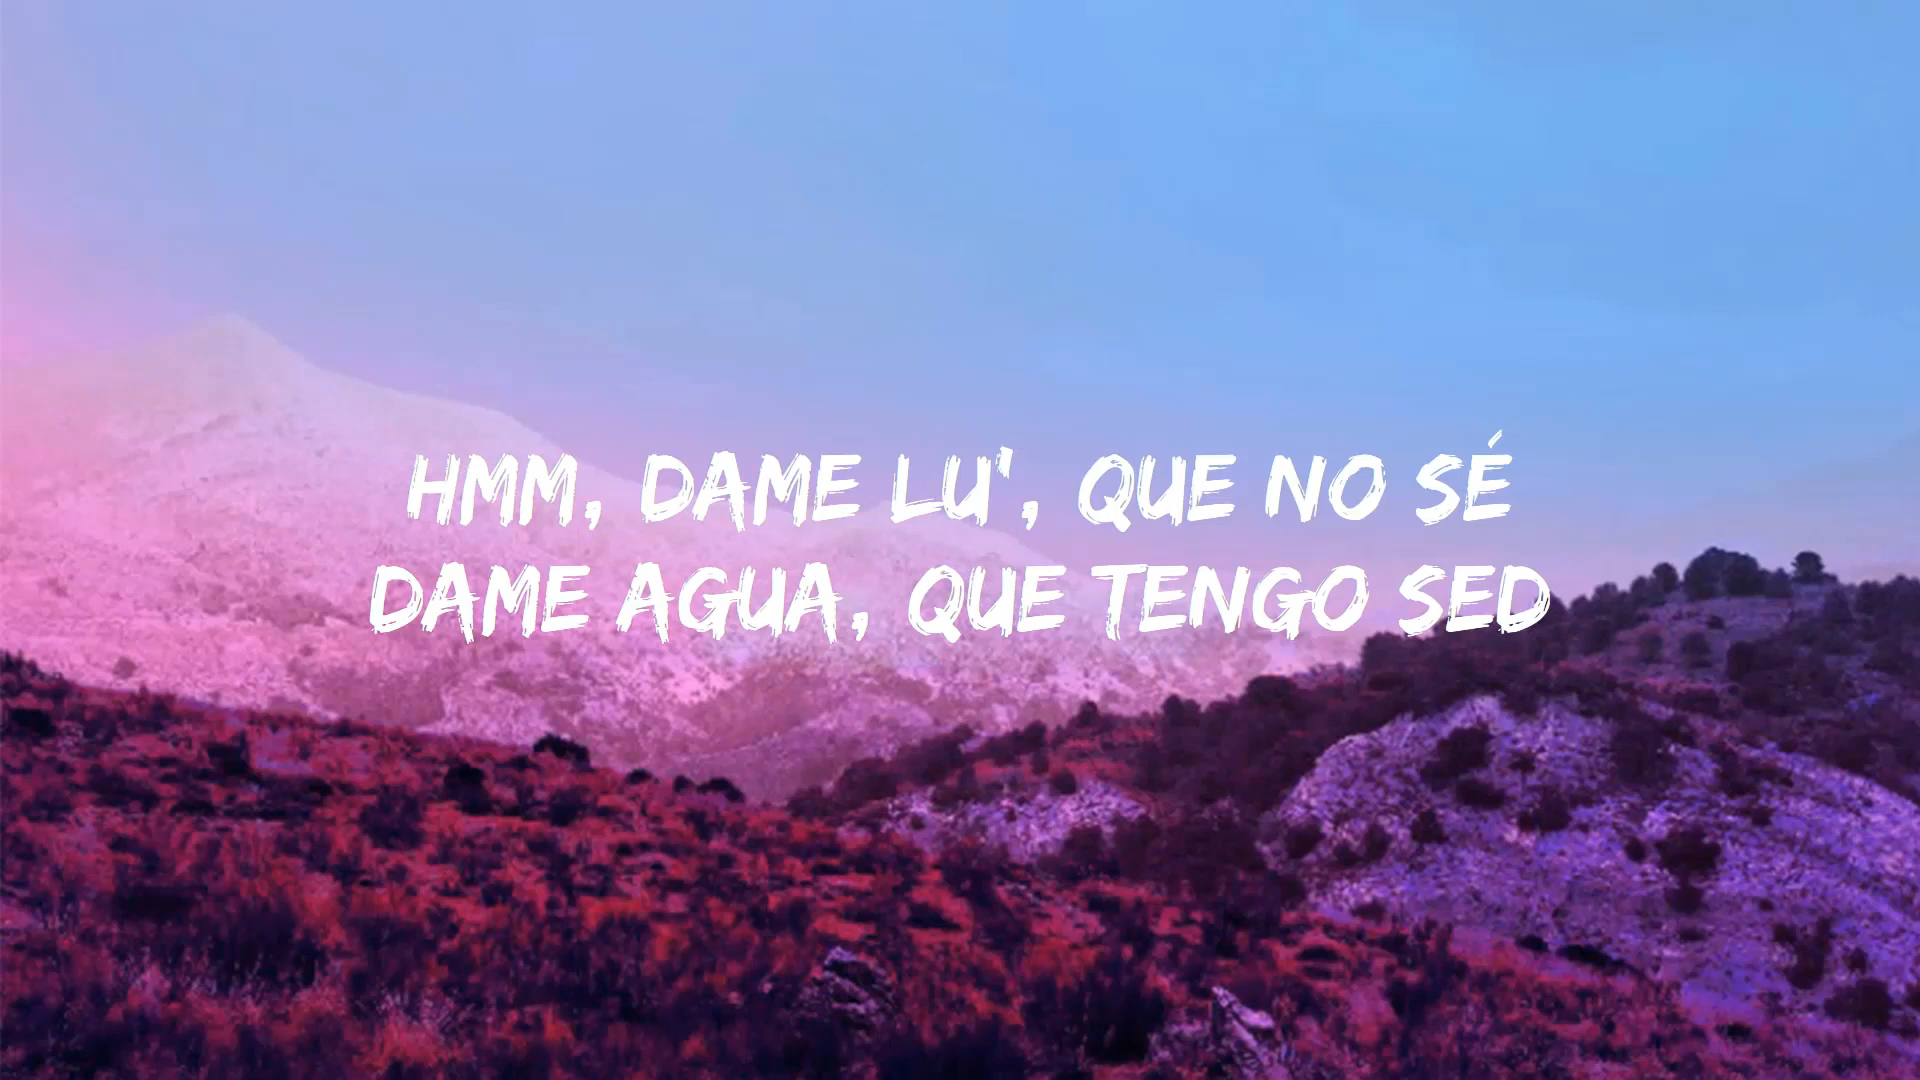 HMM, DAME LU', QUE NO SÉ
DAME AGUA, QUE TENGO SED